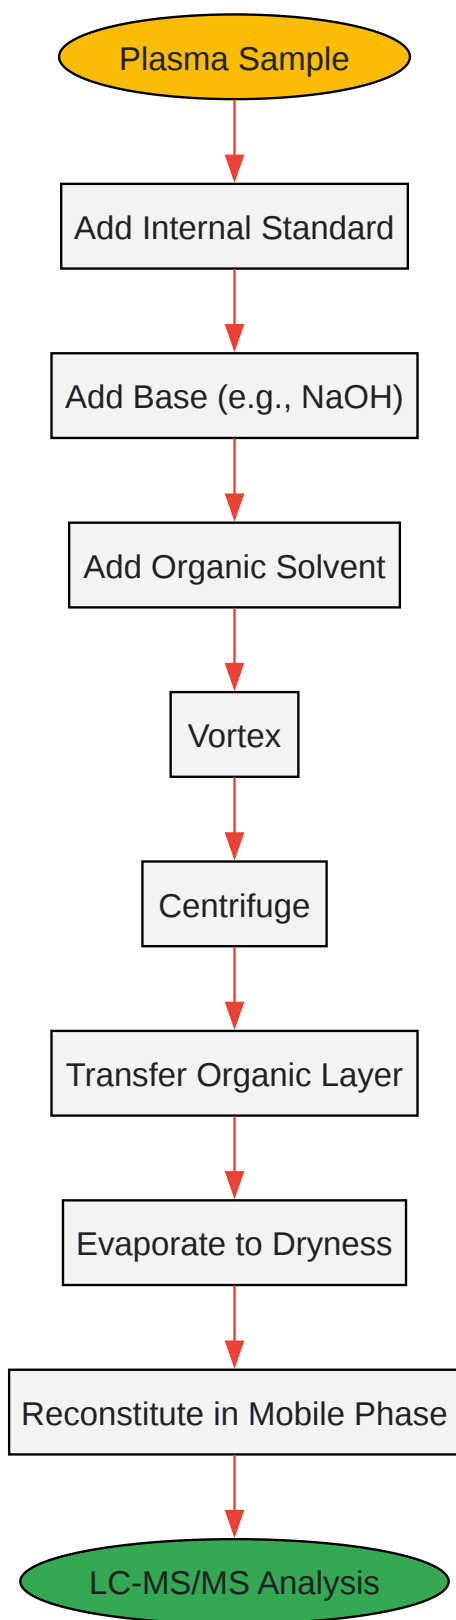 Plasma Sample
Add Internal Standard
Add Base (e.g., NaOH)
Add Organic Solvent
Vortex
Centrifuge
Transfer Organic Layer
Evaporate to Dryness
Reconstitute in Mobile Phase
LC-MS/MS Analysis